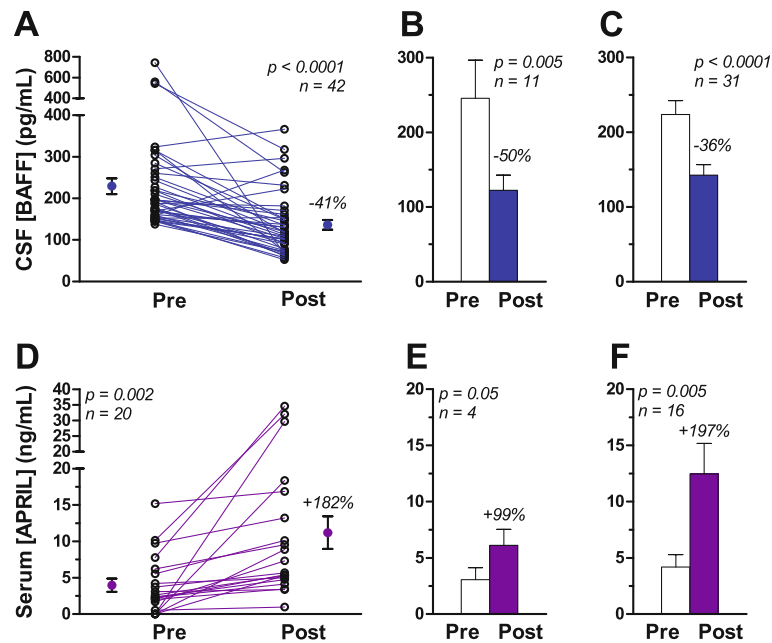 A
CSF [BAFF] (pg/mL)
800
600
400
400
300
200
100
0
p < 0.0001
n = 42
-41%
Pre
Post
B
300
200
100
0
p = 0.005
n = 11
-50%
Pre Post
C
300
200
100
0
p < 0.0001
n = 31
-36%
Pre Post
D
Serum [APRIL] (ng/mL)
40
35
30
25
20
20
15
10
5
0
p = 0.002
n = 20
+182%
Pre
Post
E
20
15
10
5
0
p = 0.05
n = 4
+99%
Pre Post
F
20
15
10
5
0
p = 0.005
n = 16
+197%
Pre Post